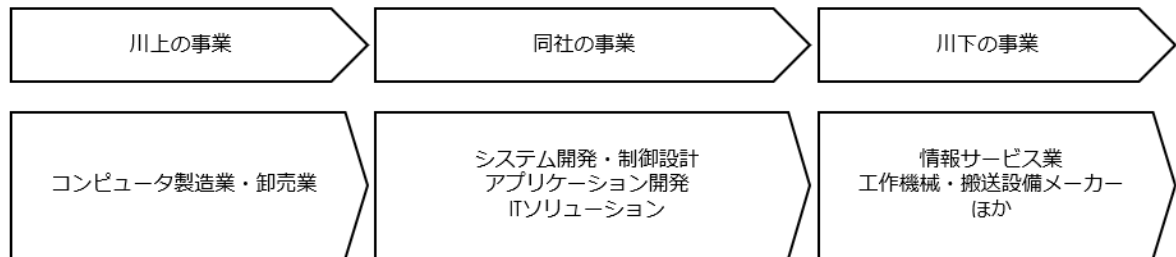 川上の事業
同社の事業
川下の事業
コンピュータ製造業・卸売業
システム開発・制御設計
アプリケーション開発
ITソリューション
情報サービス業
工作機械・搬送設備メーカー
ほか